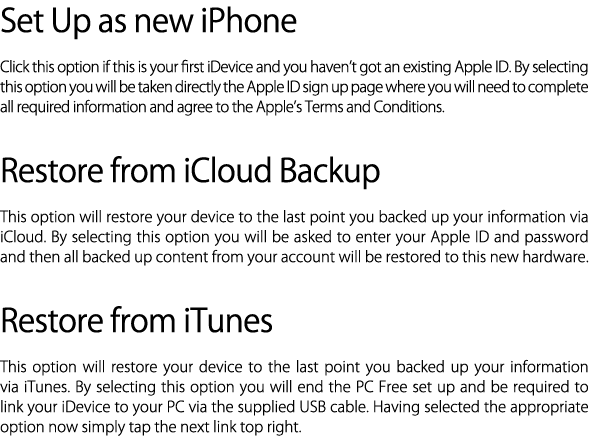 Set Up as new iPhone
Click this option if this is your first iDevice and you haven't got an existing Apple ID. By selecting
this option you will be taken directly the Apple ID sign up page where you will need to complete
all required information and agree to the Apple's Terms and Conditions.
Restore from iCloud Backup
This option will restore your device to the last point you backed up your information via
iCloud. By selecting this option you will be asked to enter your Apple ID and password
and then all backed up content from your account will be restored to this new hardware.
Restore from iTunes
This option will restore your device to the last point you backed up your information
via iTunes. By selecting this option you will end the PC Free set up and be required to
link your iDevice to your PC via the supplied USB cable. Having selected the appropriate
option now simply tap the next link top right.